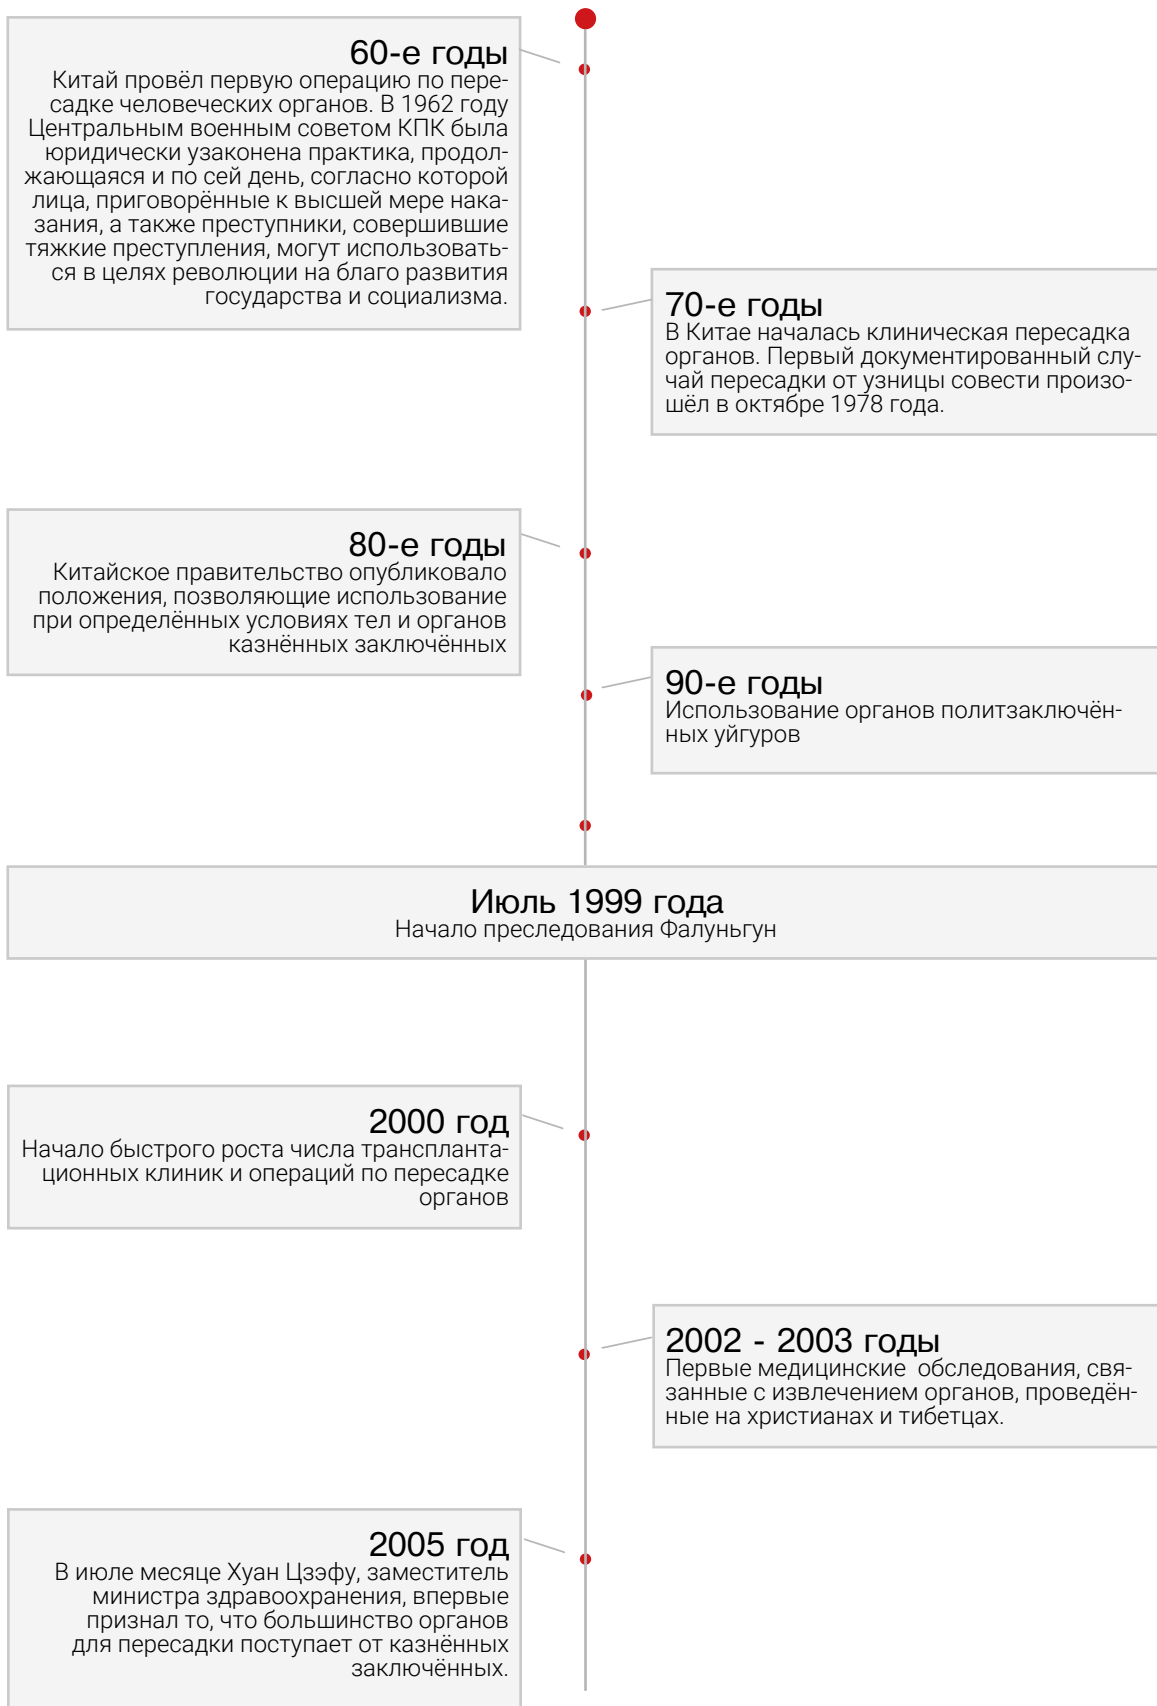 60-е годы
Китай провёл первую операцию по пере-
садке человеческих органов. В 1962 году
Центральным военным советом КПК была
юридически узаконена практика, продол-
жающаяся и по сей день, согласно которой
лица, приговорённые к высшей мере нака-
зания, а также преступники, совершившие
тяжкие преступления, могут использовать-
ся в целях революции на благо развития
государства и социализма.
70-е годы
В Китае началась клиническая пересадка
органов. Первый документированный слу-
чай пересадки от узницы совести произо-
шёл в октябре 1978 года.
80-е годы
Китайское правительство опубликовало
положения, позволяющие использование
при определённых условиях тел и органов
казнённых заключённых
90-е годы
Использование органов политзаключён-
ных уйгуров
Июль 1999 года
Начало преследования Фалуньгун
2000 год
Начало быстрого роста числа трансплантa-
ционных клиник и операций по пересадке
органов
2002 - 2003 годы
Первые медицинские  обследования, свя-
занные с извлечением органов, проведён-
ные на христианах и тибетцах.
2005 год
В июле месяце Хуан Цзэфу, заместитель
министра здравоохранения, впервые
признал то, что большинство органов
для пересадки поступает от казнённых
заключённых.